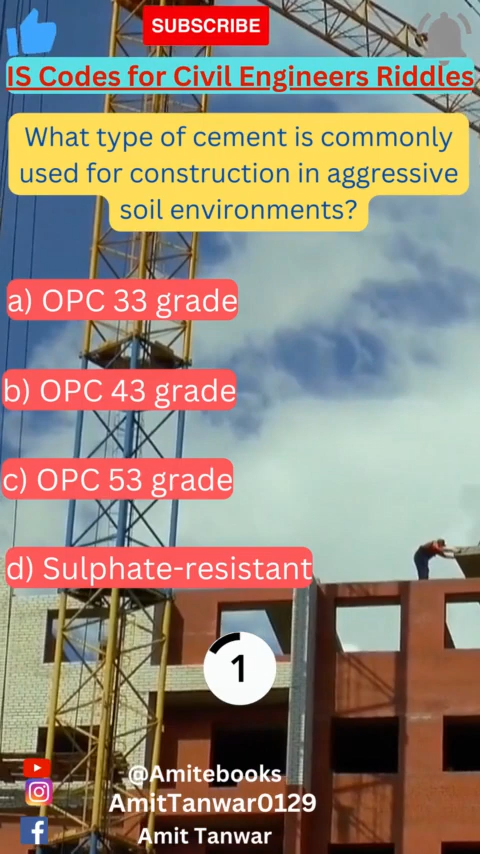 SUBSCRIBE
IS Codes for Civil Engineers Riddles
What type of cement is commonly
used for construction in aggressive
soil environments?
a) OPC 33 grade
b) OPC 43 grade
c) OPC 53 grade
d) Sulphate-resistant
1
@Amitebooks
AmitTanwar0129
Amit Tanwar